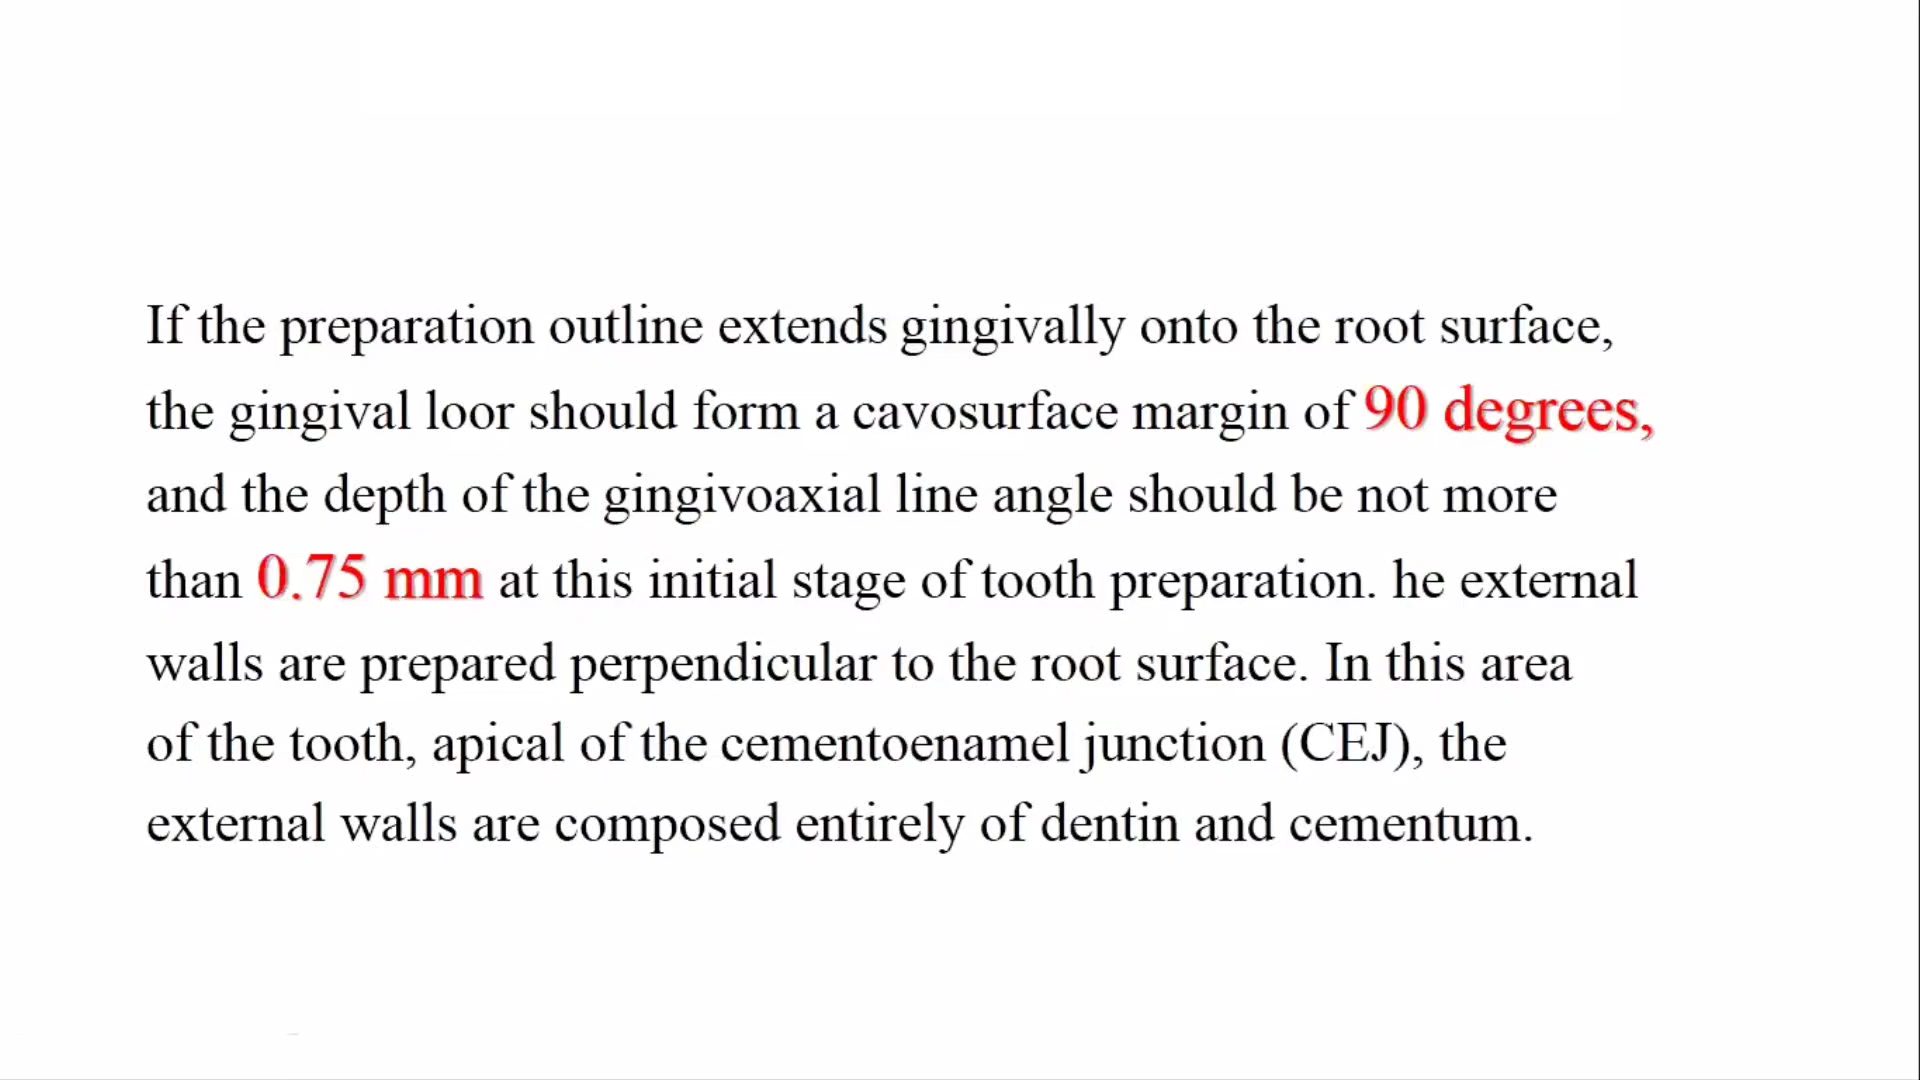 If the preparation outline extends gingivally onto the root surface,
the gingival loor should form a cavosurface margin of 90 degrees,
and the depth of the gingivoaxial line angle should be not more
than 0.75 mm at this initial stage of tooth preparation. he external
walls are prepared perpendicular to the root surface. In this area
of the tooth, apical of the cementoenamel junction (CEJ), the
external walls are composed entirely of dentin and cementum.